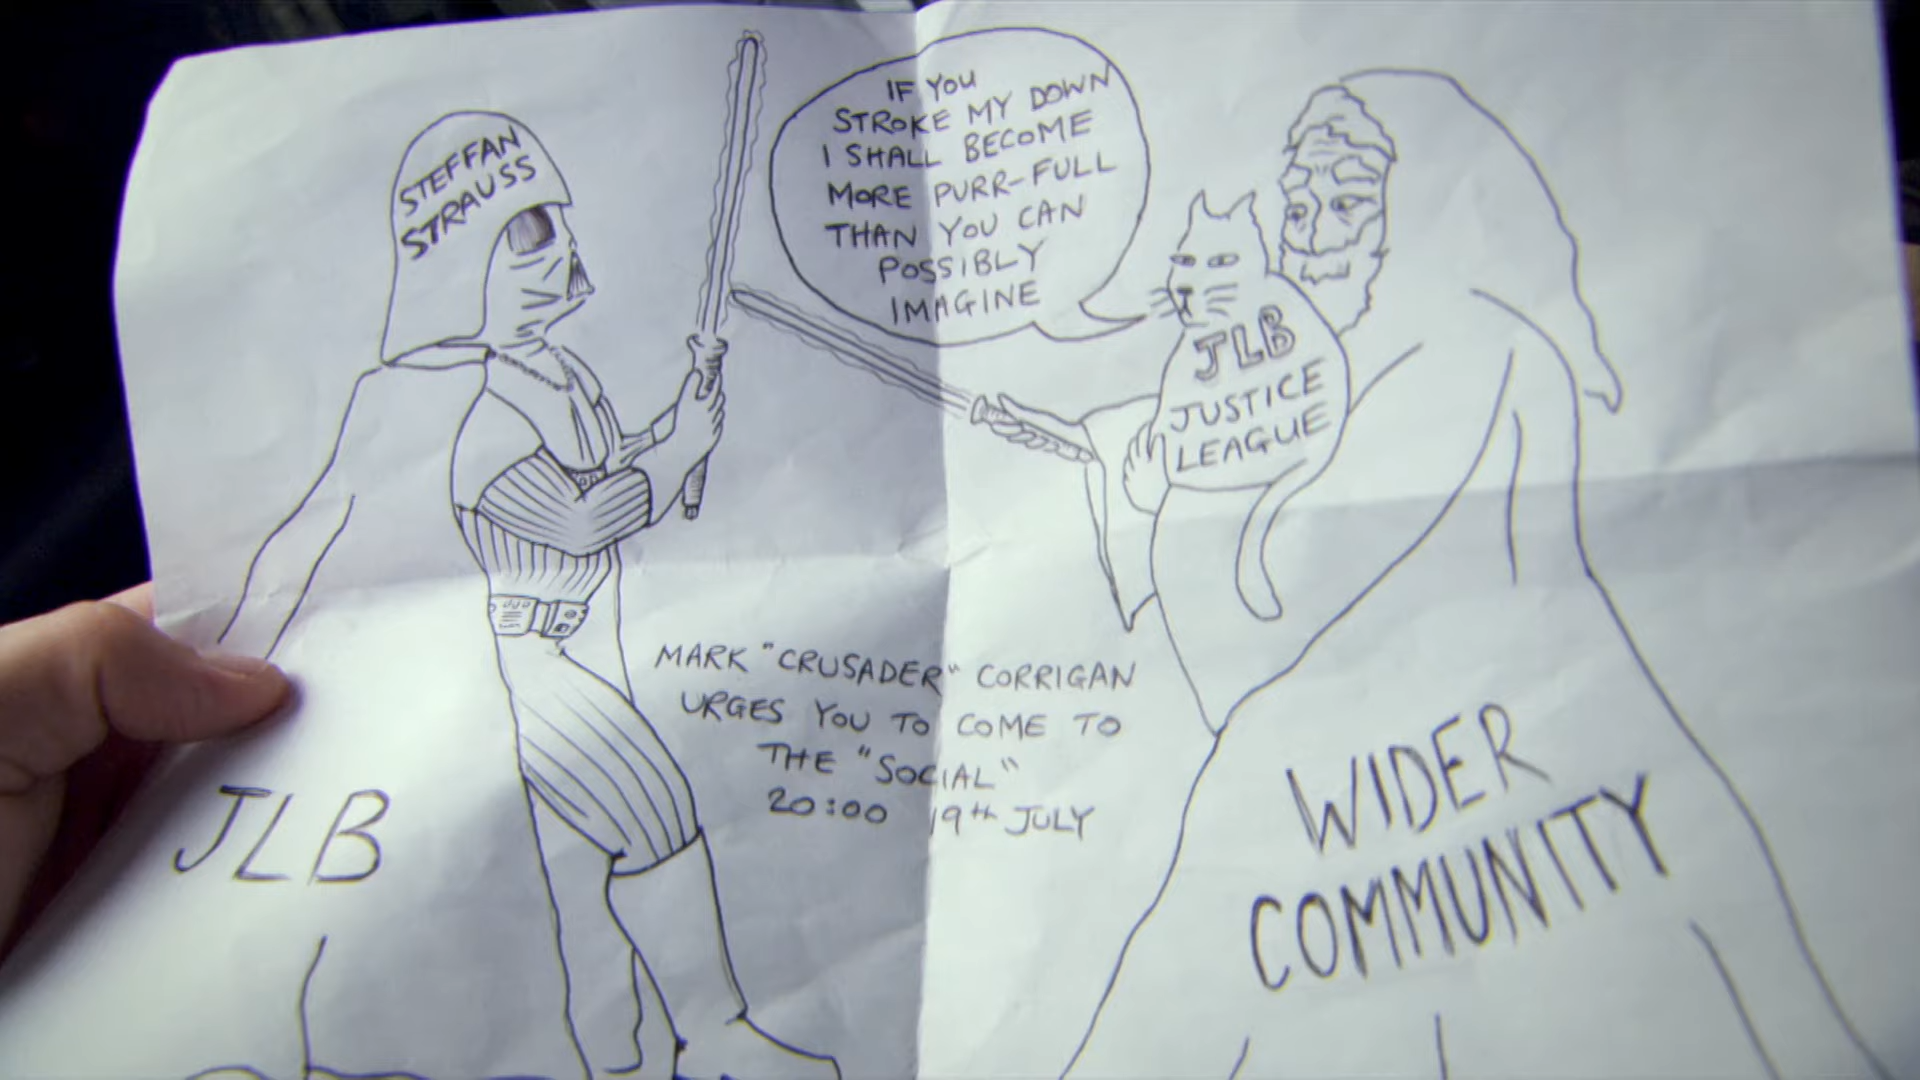 STEFFAN
STRAUSS
IF YOU
STROKE MY DOWN
I SHALL BECOME
MORE PURR-FULL
THAN YOU CAN
POSSIBLY
IMAGINE
JLB
JUSTICE
LEAGUE
MARK "CRUSADER" CORRIGAN
URGES YOU TO COME TO
THE "SOCIAL"
20:00 19th JULY
JLB
WIDER
COMMUNITY